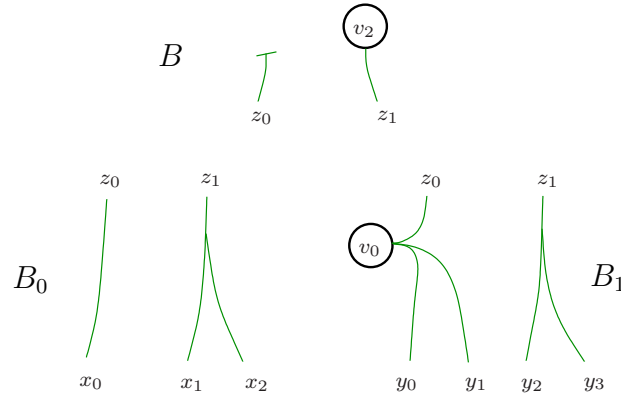 B v₂
z₀ z₁
z₀ z₁ z₀ z₁
B₀ v₀ B₁
x₀ x₁ x₂ y₀ y₁ y₂ y₃